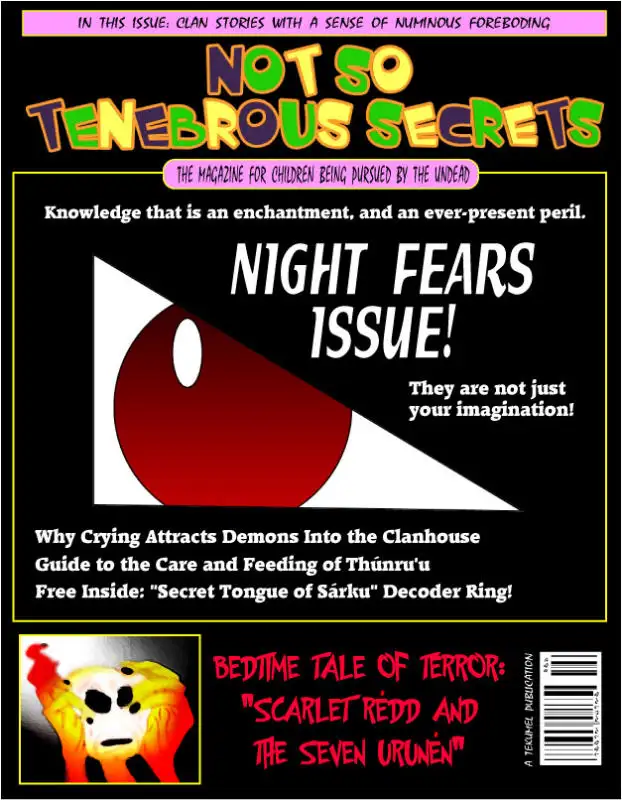 IN THIS ISSUE: CLAN STORIES WITH A SENSE OF NUMINOUS FOREBODING
NOT SO
TENEBROUS SECRETS
THE MAGAZINE FOR CHILDREN BEING PURSUED BY THE UNDEAD
Knowledge that is an enchantment, and an ever-present peril.
NIGHT FEARS
ISSUE!
They are not just
your imagination!
Why Crying Attracts Demons Into the Clanhouse
Guide to the Care and Feeding of Thúnru'u
Free Inside: "Secret Tongue of Sárku" Decoder Ring!
BEDTIME TALE OF TERROR:
"SCARLET RÉDD AND
THE SEVEN URUNÉN"
A TEKUMEL PUBLICATION